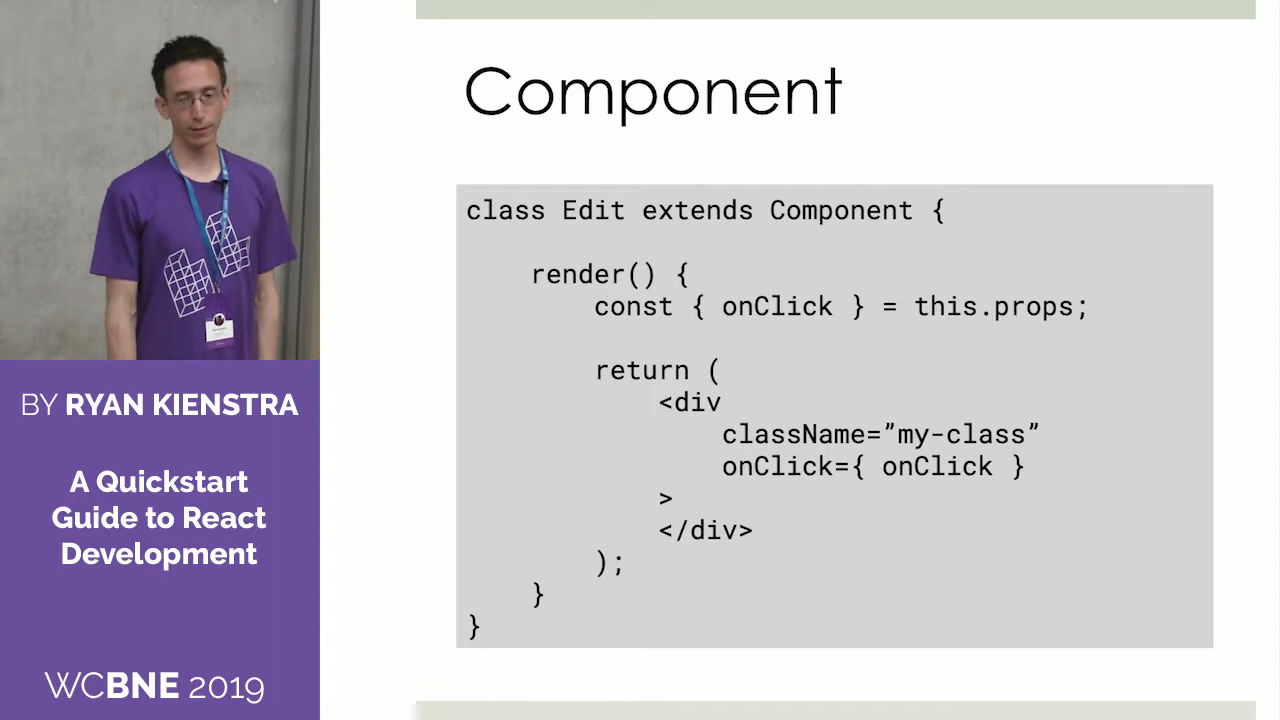 Component
class Edit extends Component {
render() {
const { onClick } = this.props;
return (
<div
className=”my-class”
onClick={ onClick }
>
</div>
);
}
}
BY RYAN KIENSTRA
A Quickstart
Guide to React
Development
WCBNE 2019